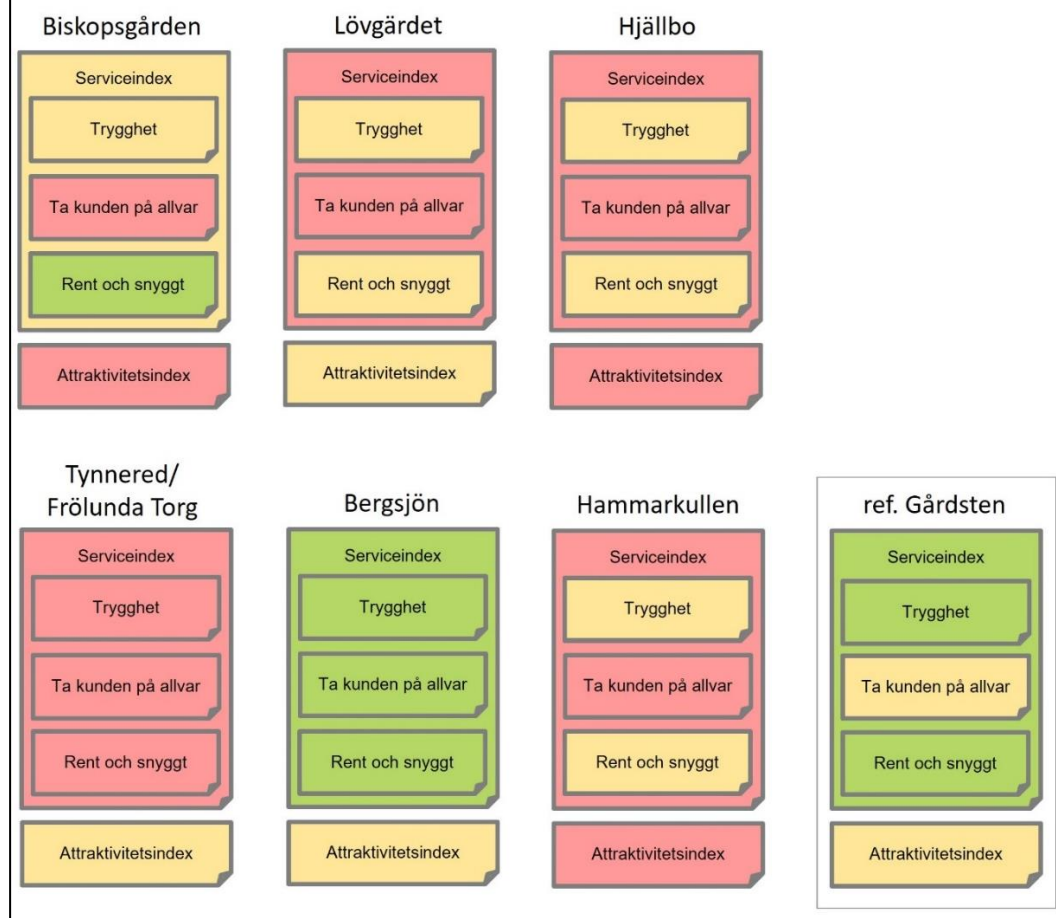 Biskopsgården
Serviceindex
Trygghet
Ta kunden på allvar
Rent och snyggt
Attraktivitetsindex
Lövgärdet
Serviceindex
Trygghet
Ta kunden på allvar
Rent och snyggt
Attraktivitetsindex
Hjällbo
Serviceindex
Trygghet
Ta kunden på allvar
Rent och snyggt
Attraktivitetsindex
Tynnered/
Frölunda Torg
Serviceindex
Trygghet
Ta kunden på allvar
Rent och snyggt
Attraktivitetsindex
Bergsjön
Serviceindex
Trygghet
Ta kunden på allvar
Rent och snyggt
Attraktivitetsindex
Hammarkullen
Serviceindex
Trygghet
Ta kunden på allvar
Rent och snyggt
Attraktivitetsindex
ref. Gårdsten
Serviceindex
Trygghet
Ta kunden på allvar
Rent och snyggt
Attraktivitetsindex